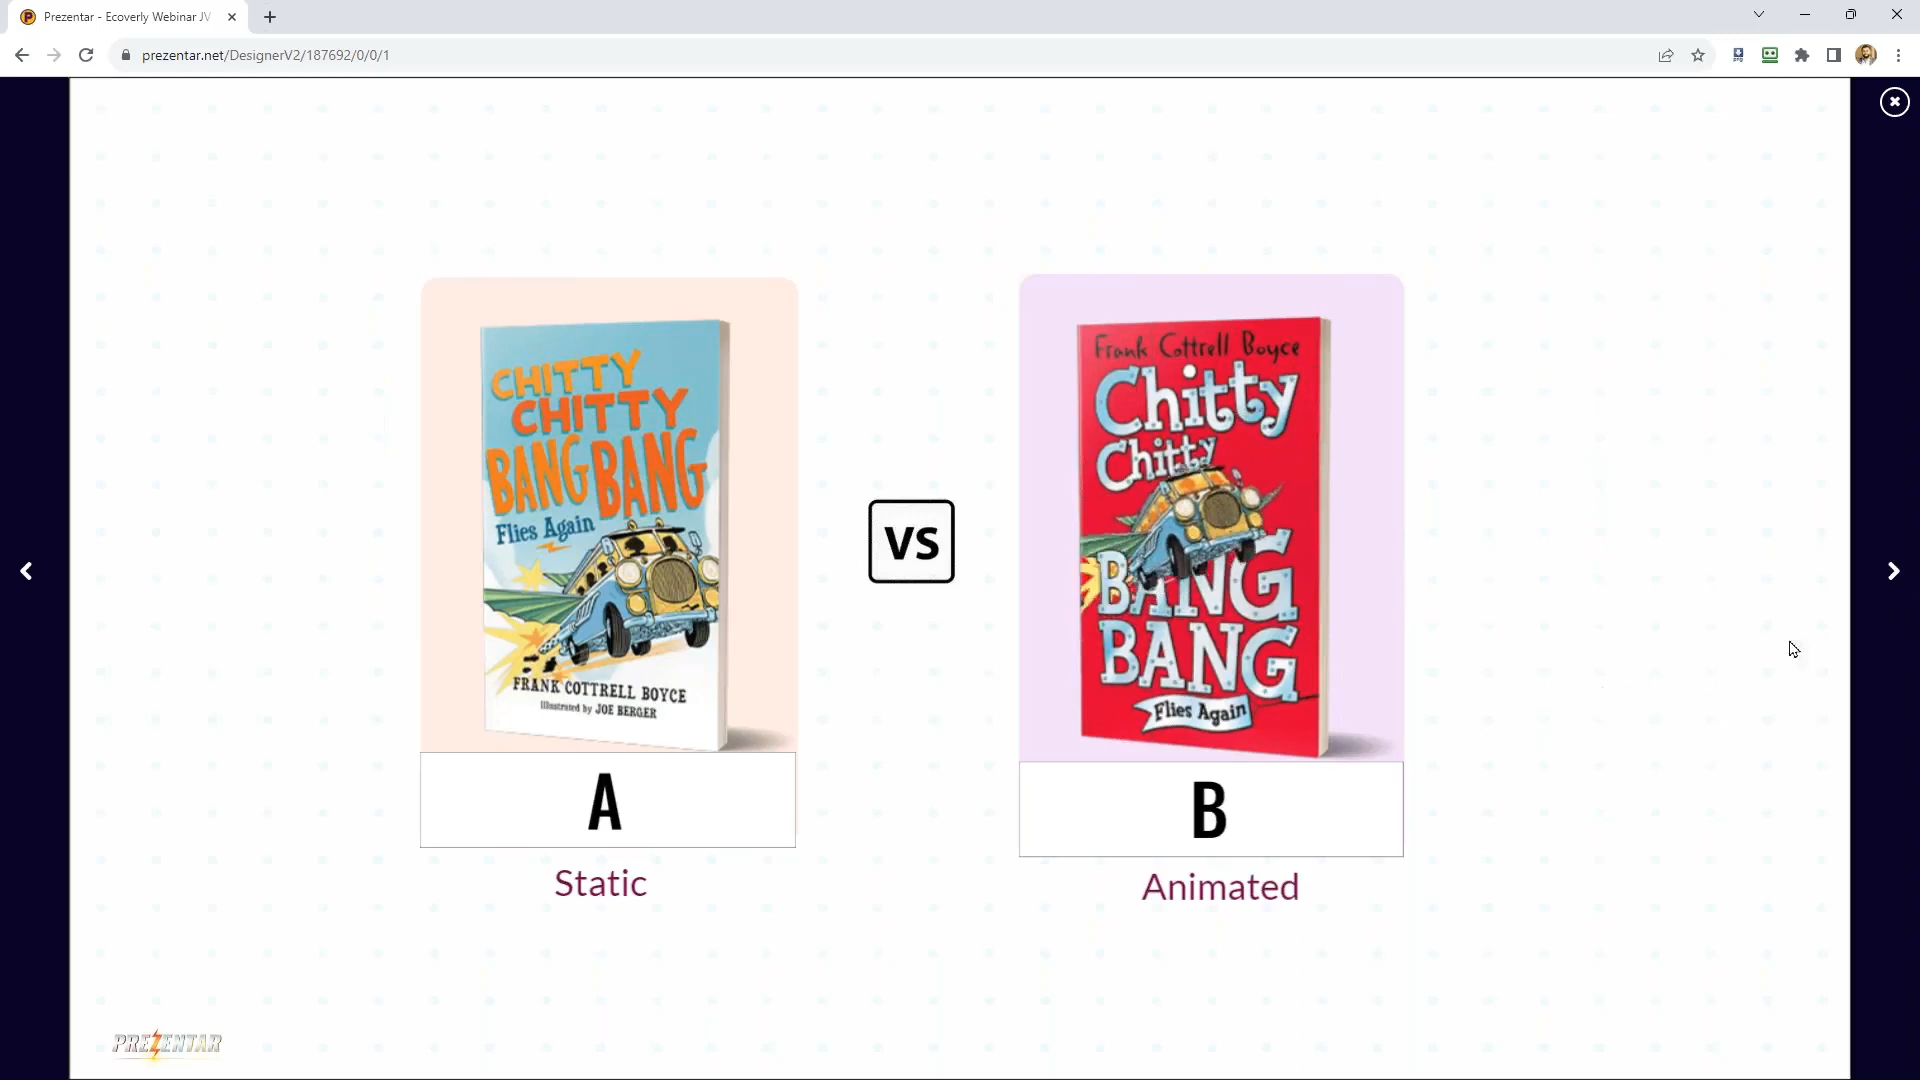 Prezentar - Ecoverly Webinar JV
prezentar.net/DesignerV2/187692/0/0/1
CHITTY
CHITTY
BANG BANG
Flies Again
FRANK COTTRELL BOYCE
Illustrated by JOE BERGER
A
Static
VS
Frank Cottrell Boyce
Chitty
Chitty
BANG
BANG
Flies Again
B
Animated
PREZENTAR